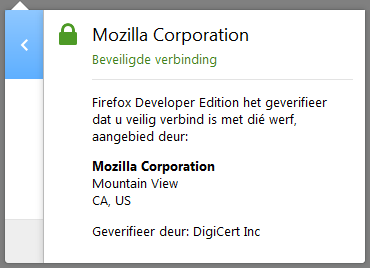 Mozilla Corporation
Beveiligde verbinding
Firefox Developer Edition het geverifieer
dat u veilig verbind is met dié werf,
aangebied deur:
Mozilla Corporation
Mountain View
CA, US
Geverifieer deur: DigiCert Inc